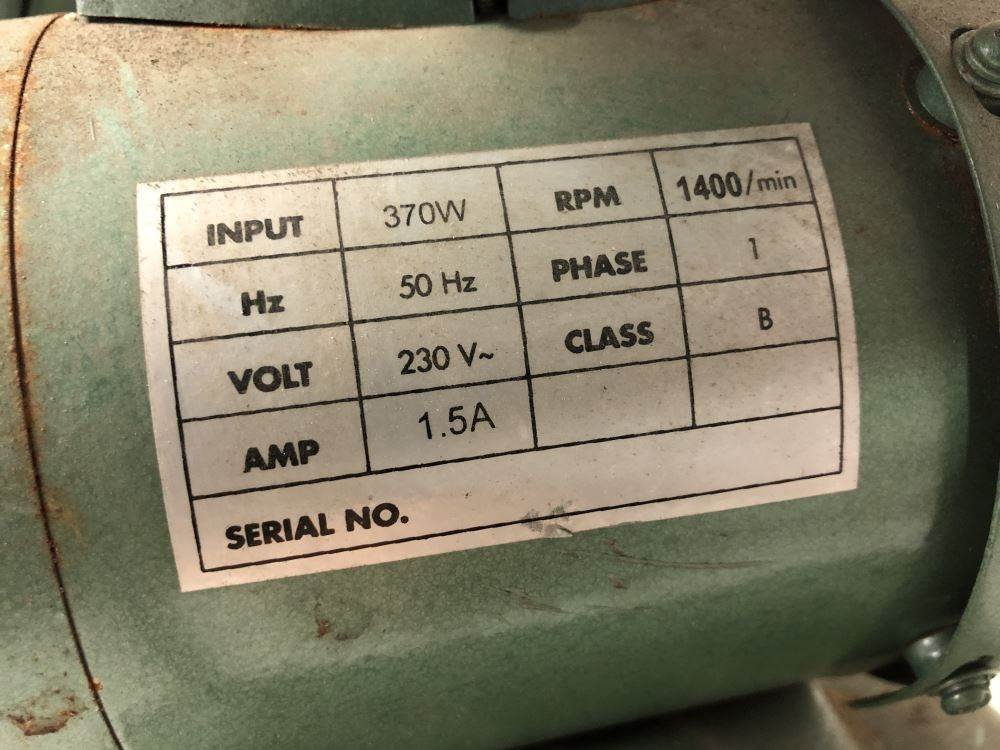 INPUT 370W RPM 1400/min
Hz 50 Hz PHASE 1
VOLT 230 V~ CLASS B
AMP 1.5A
SERIAL NO.